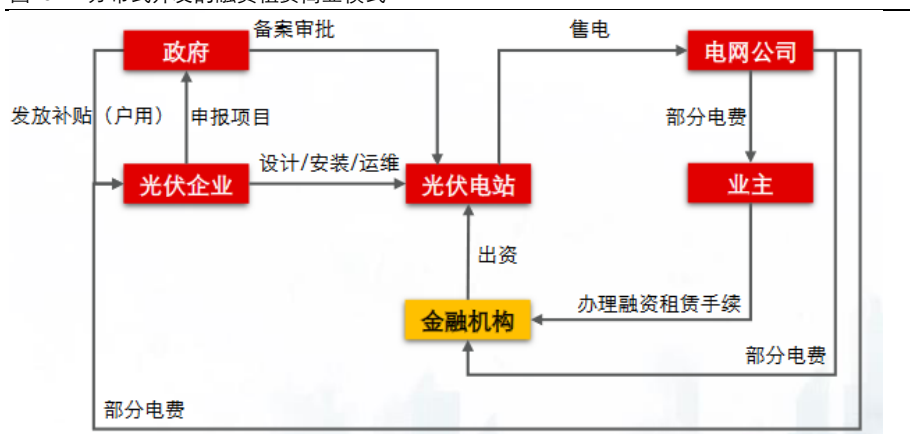 备案审批
售电
政府
电网公司
发放补贴（户用）
申报项目
部分电费
设计/安装/运维
光伏企业
光伏电站
业主
出资
办理融资租赁手续
金融机构
部分电费
部分电费